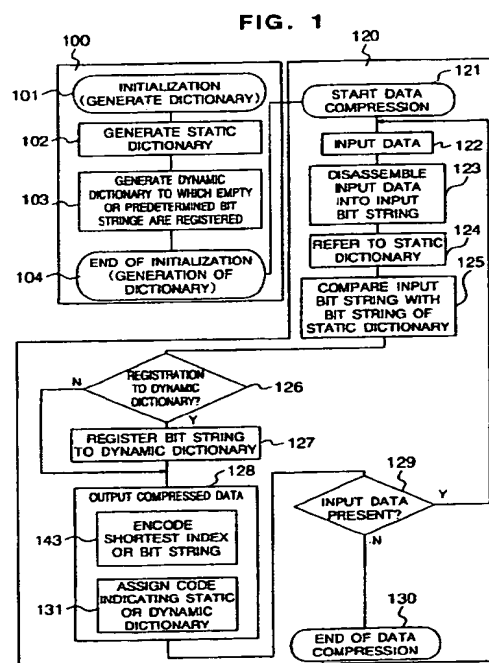 FIG. 1
100
120
101
INITIALIZATION
(GENERATE DICTIONARY)
102
GENERATE STATIC
DICTIONARY
103
GENERATE DYNAMIC
DICTIONARY TO WHICH EMPTY
OR PREDETERMINED BIT
STRINGE ARE REGISTERED
104
END OF INITIALIZATION
(GENERATION OF
DICTIONARY)
121
START DATA
COMPRESSION
INPUT DATA
122
123
DISASSEMBLE
INPUT DATA
INTO INPUT
BIT STRING
124
REFER TO STATIC
DICTIONARY
125
COMPARE INPUT
BIT STRING WITH
BIT STRING OF
STATIC DICTIONARY
N
REGISTRATION
TO DYNAMIC
DICTIONARY?
126
Y
REGISTER BIT STRING
TO DYNAMIC DICTIONARY
127
128
OUTPUT COMPRESSED DATA
143
ENCODE
SHORTEST INDEX
OR BIT STRING
131
ASSIGN CODE
INDICATING STATIC
OR DYNAMIC
DICTIONARY
129
INPUT DATA
PRESENT?
Y
N
130
END OF DATA
COMPRESSION